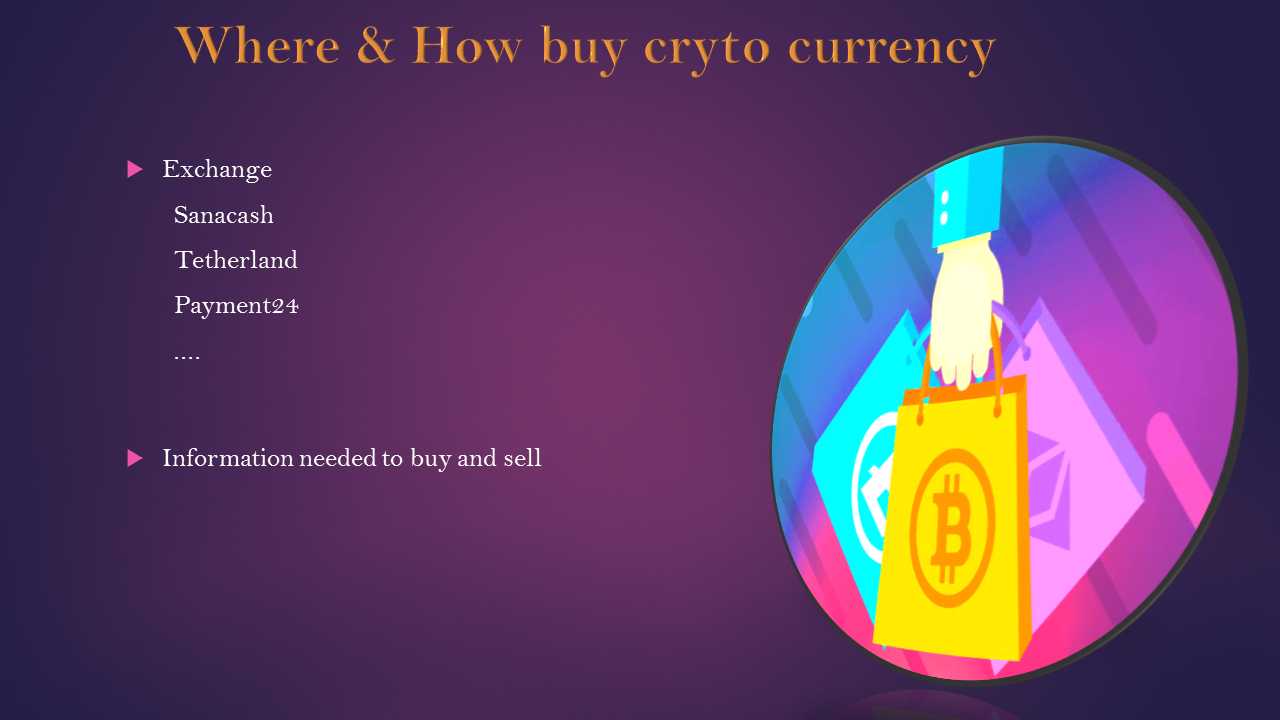 Where & How buy cryto currency
Exchange
Sanacash
Tetherland
Payment24
....
Information needed to buy and sell